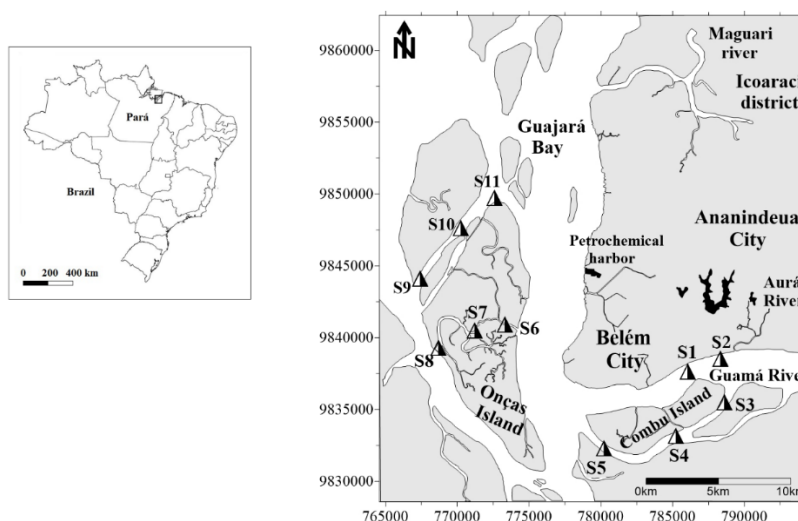 Pará
Brazil
0 200 400 km
9860000
9855000
9850000
9845000
9840000
9835000
9830000
N
Maguari
river
Icoaraci
district
Guajará
Bay
S11
S10
Ananindeua
City
Petrochemical
harbor
S9
Aurá
River
S7
S6
Belém
City
S8
S1
S2
Guamá River
Onças
Island
Combu Island
S3
S4
S5
0km 5km 10km
765000 770000 775000 780000 785000 790000